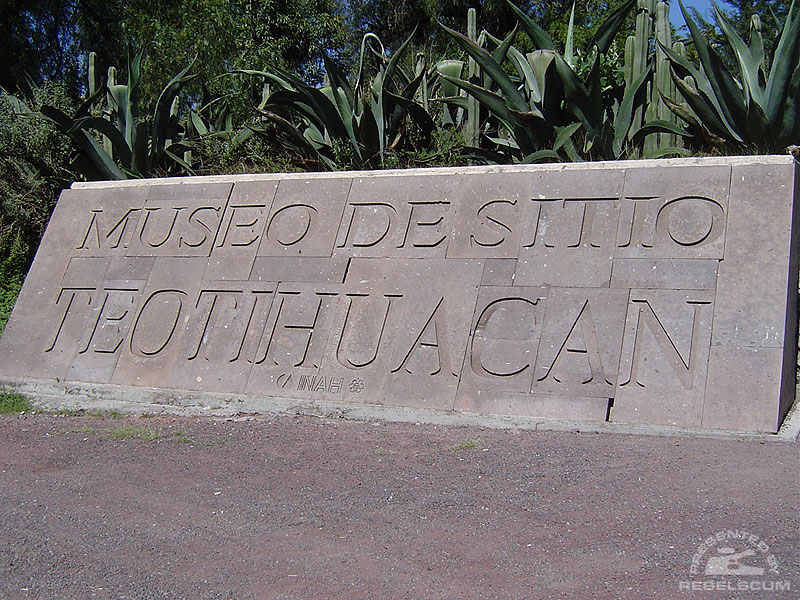 MUSEO DE SITIO
TEOTIHUACAN
INAH
PRESENTED BY
REBELSCUM